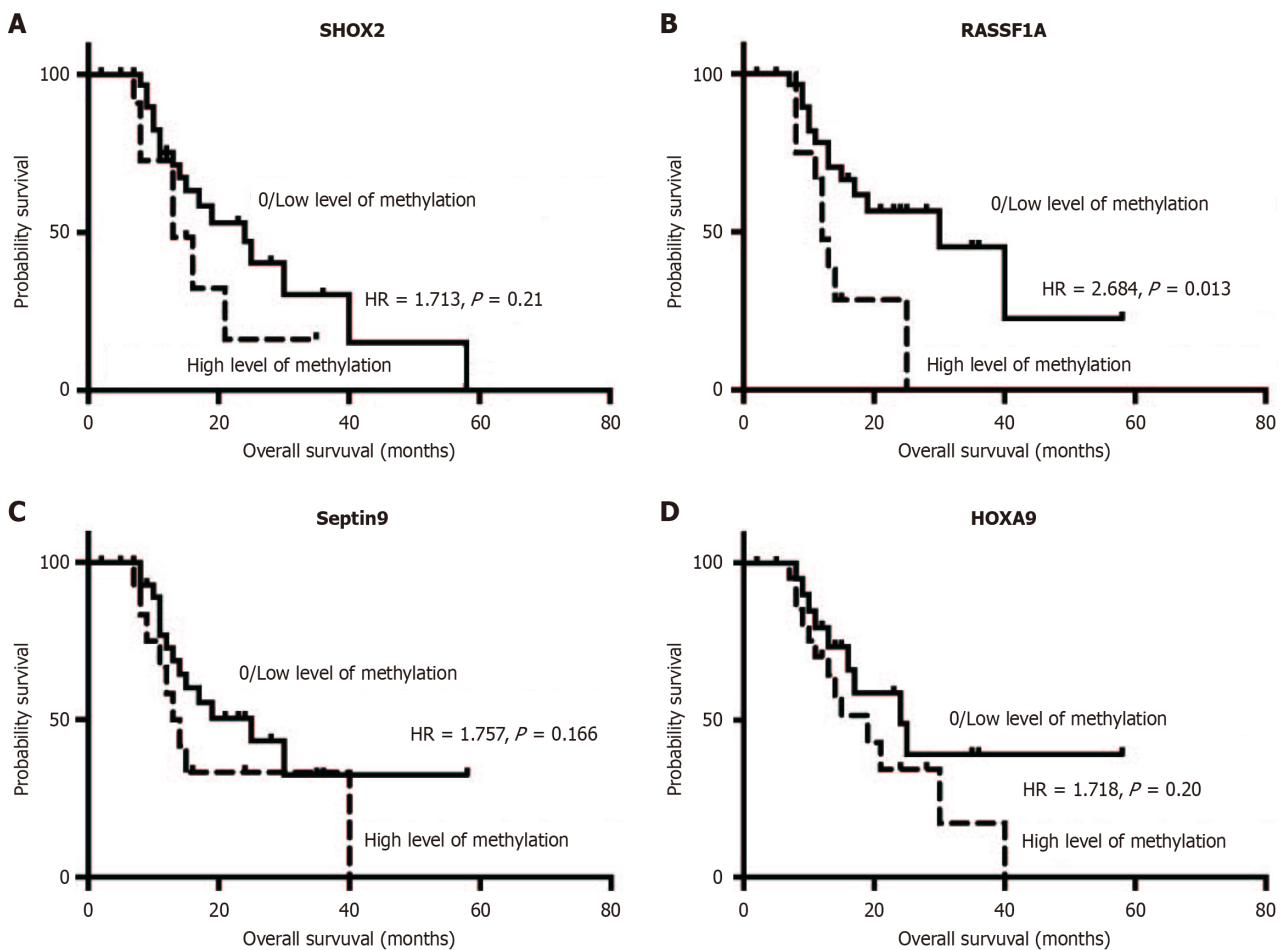 A
SHOX2
100
50
0
Probability survival
0/Low level of methylation
HR = 1.713, P = 0.21
High level of methylation
0 20 40 60 80
Overall survuval (months)
B
RASSF1A
100
50
0
Probability survival
0/Low level of methylation
HR = 2.684, P = 0.013
High level of methylation
0 20 40 60 80
Overall survuval (months)
C
Septin9
100
50
0
Probability survival
0/Low level of methylation
HR = 1.757, P = 0.166
High level of methylation
0 20 40 60 80
Overall survuval (months)
D
HOXA9
100
50
0
Probability survival
0/Low level of methylation
HR = 1.718, P = 0.20
High level of methylation
0 20 40 60 80
Overall survuval (months)